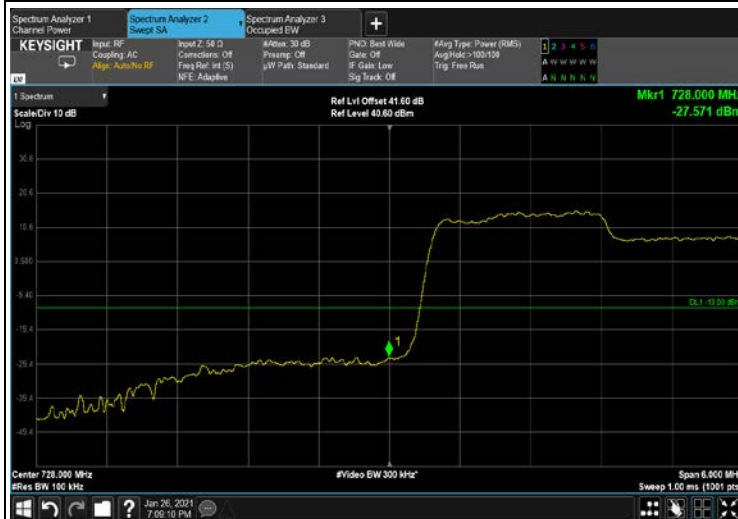 Spectrum Analyzer 1
Channel Power
Spectrum Analyzer 2
Swept SA
Spectrum Analyzer 3
Occupied BW
+
KEYSIGHT
Input: RF
Coupling: AC
Align: Auto/No RF
Input Z: 50 Ω
Corrections: Off
Freq Ref: Int (S)
NFE: Adaptive
#Atten: 30 dB
Preamp: Off
µW Path: Standard
PNO: Best Wide
Gate: Off
IF Gain: Low
Sig Track: Off
#Avg Type: Power (RMS)
Avg|Hold:>100/100
Trig: Free Run
1 2 3 4 5 6
A W W W W W
A N N N N N
LXI
1 Spectrum
Scale/Div 10 dB
Log
Ref Lvl Offset 41.60 dB
Ref Level 40.60 dBm
Mkr1 728.000 MHz
-27.571 dBm
30.6
20.6
10.6
-5.40
-15.4
-25.4
-35.4
-45.4
1
DL1 -13.00 dBm
Center 728.000 MHz
#Res BW 100 kHz
#Video BW 300 kHz*
Span 6.000 MHz
Sweep 1.00 ms (1001 pts)
?
Jan 26, 2021
7:09:10 PM